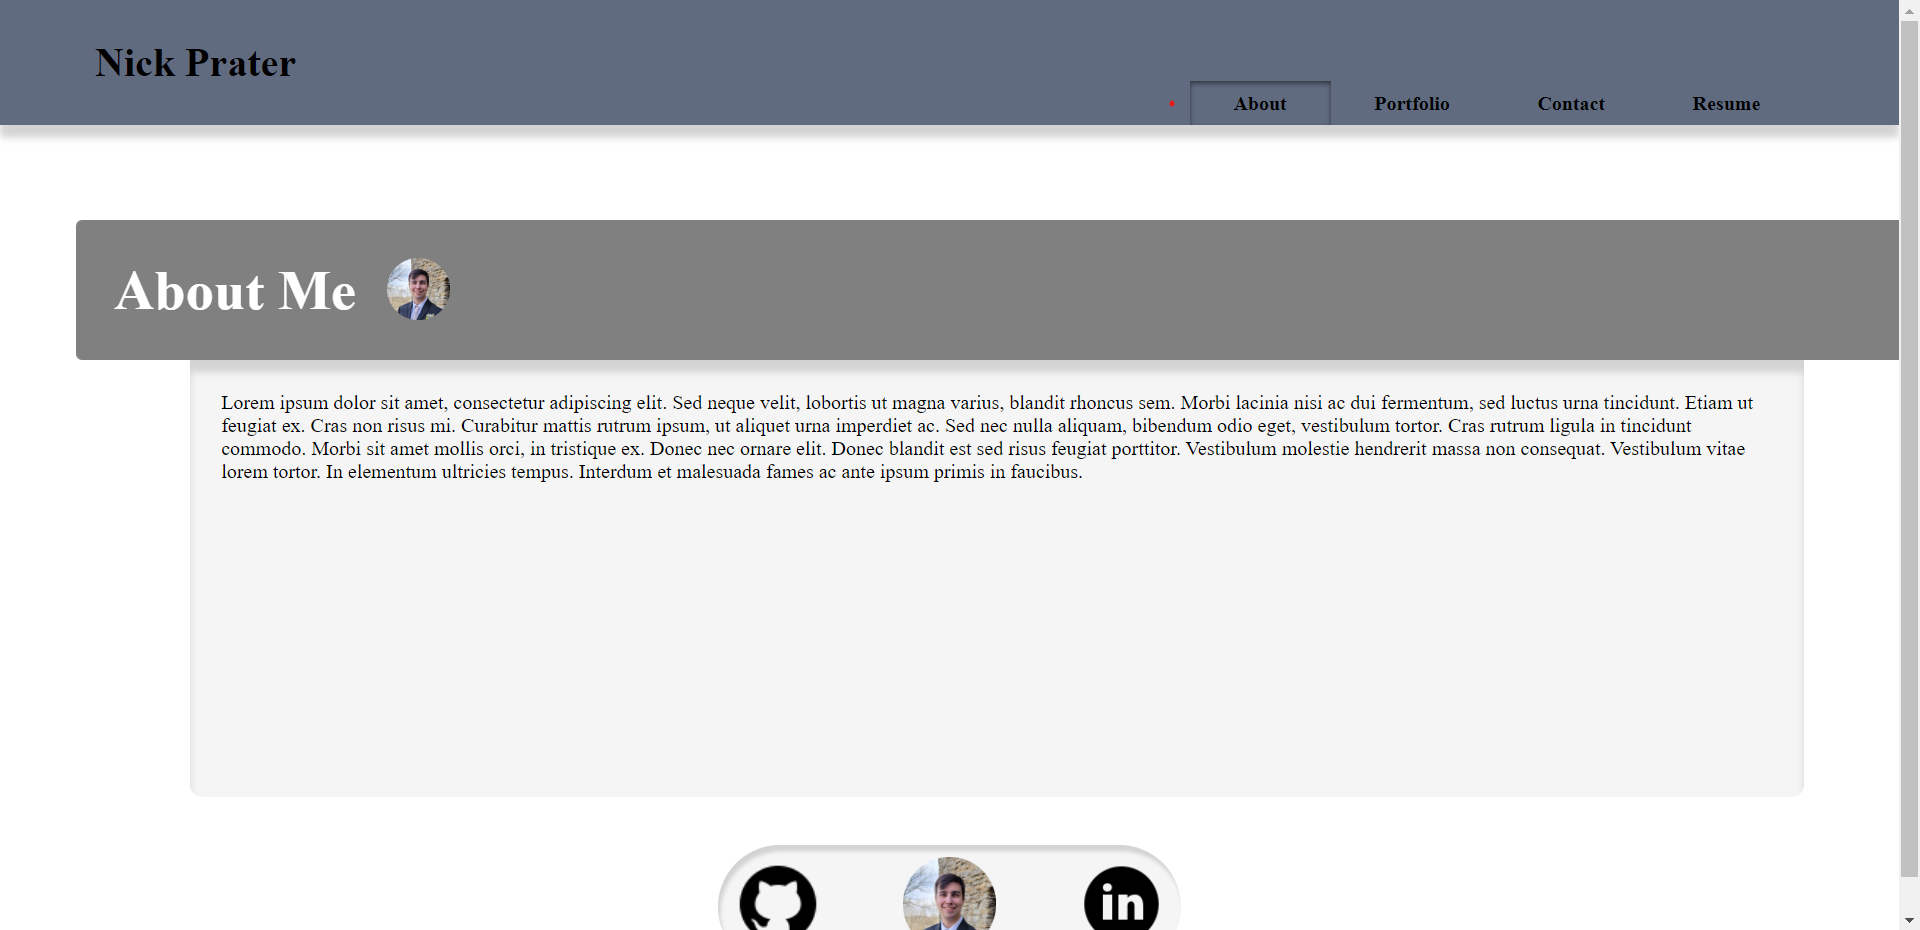 Nick Prater
About
Portfolio
Contact
Resume
About Me
Lorem ipsum dolor sit amet, consectetur adipiscing elit. Sed neque velit, lobortis ut magna varius, blandit rhoncus sem. Morbi lacinia nisi ac dui fermentum, sed luctus urna tincidunt. Etiam ut
feugiat ex. Cras non risus mi. Curabitur mattis rutrum ipsum, ut aliquet urna imperdiet ac. Sed nec nulla aliquam, bibendum odio eget, vestibulum tortor. Cras rutrum ligula in tincidunt
commodo. Morbi sit amet mollis orci, in tristique ex. Donec nec ornare elit. Donec blandit est sed risus feugiat porttitor. Vestibulum molestie hendrerit massa non consequat. Vestibulum vitae
lorem tortor. In elementum ultricies tempus. Interdum et malesuada fames ac ante ipsum primis in faucibus.
in